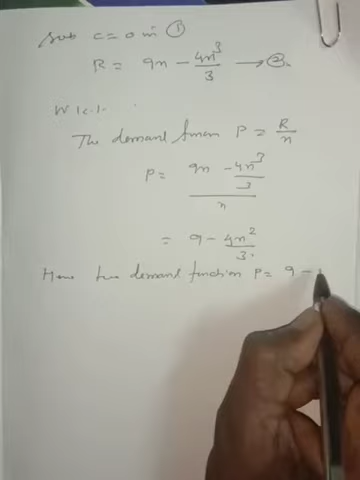 Sub c = 0 in ①
R = 9x - 4x³/3 → ②.
W.k.t.
The demand function P = R/x
P = (9x - 4x³/3)/x
= 9 - 4x²/3.
Hence the demand function P = 9 -